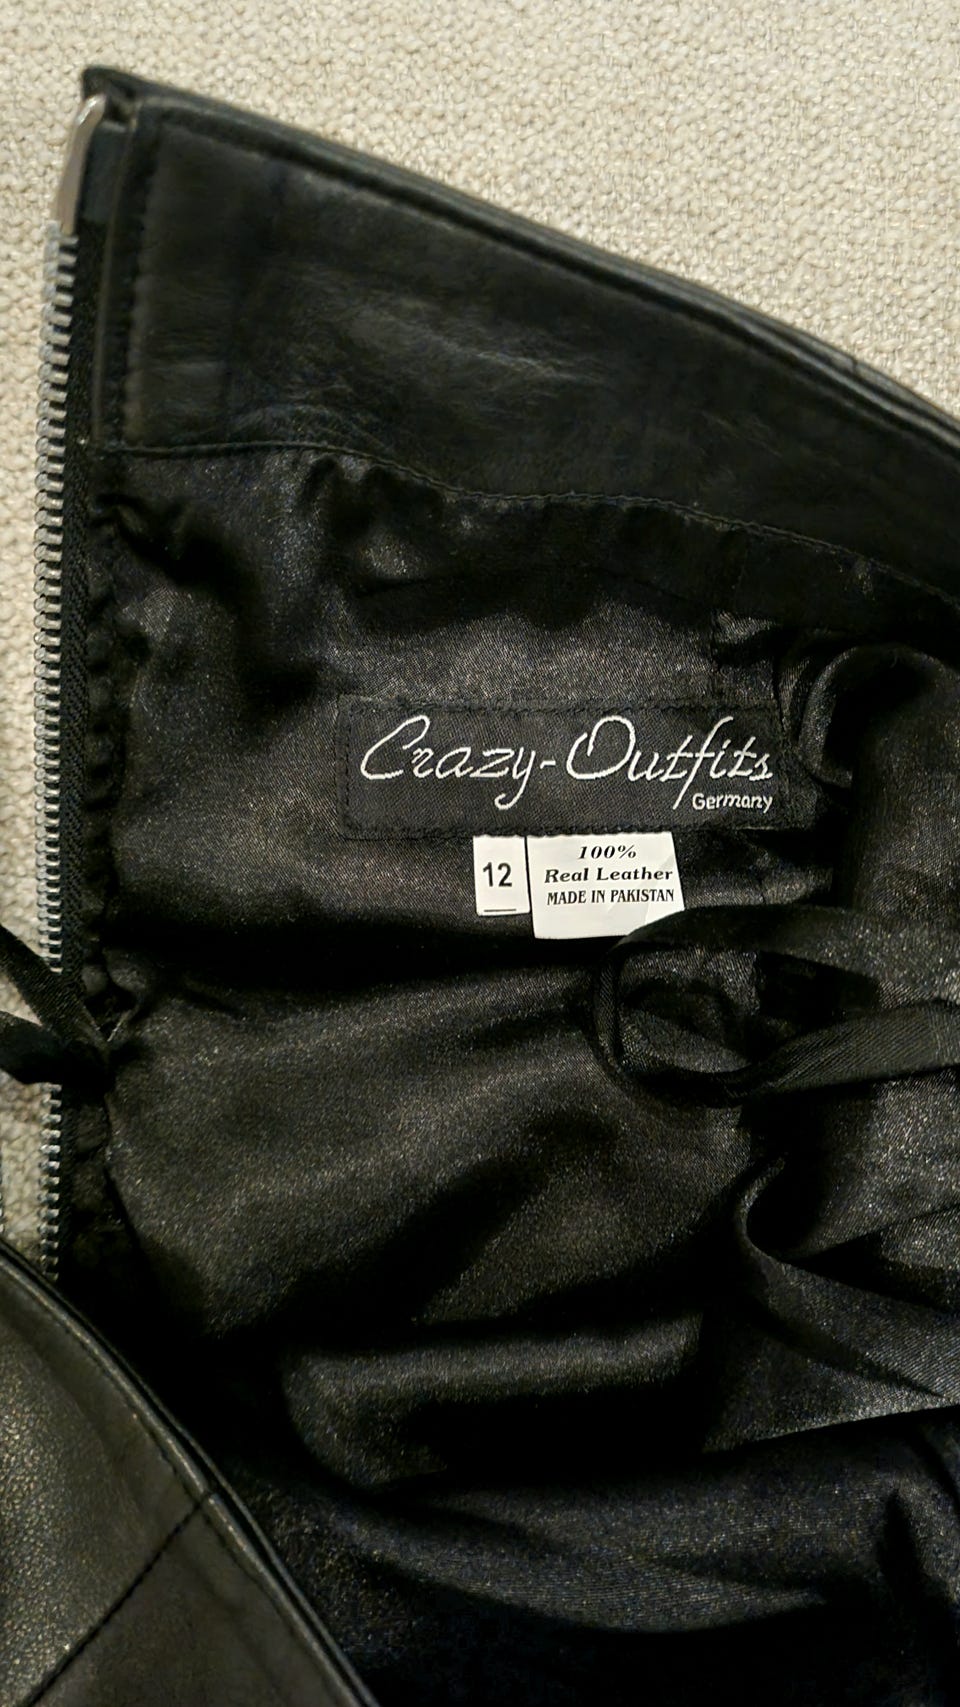 Crazy-Outfits
Germany
12
100%
Real Leather
MADE IN PAKISTAN